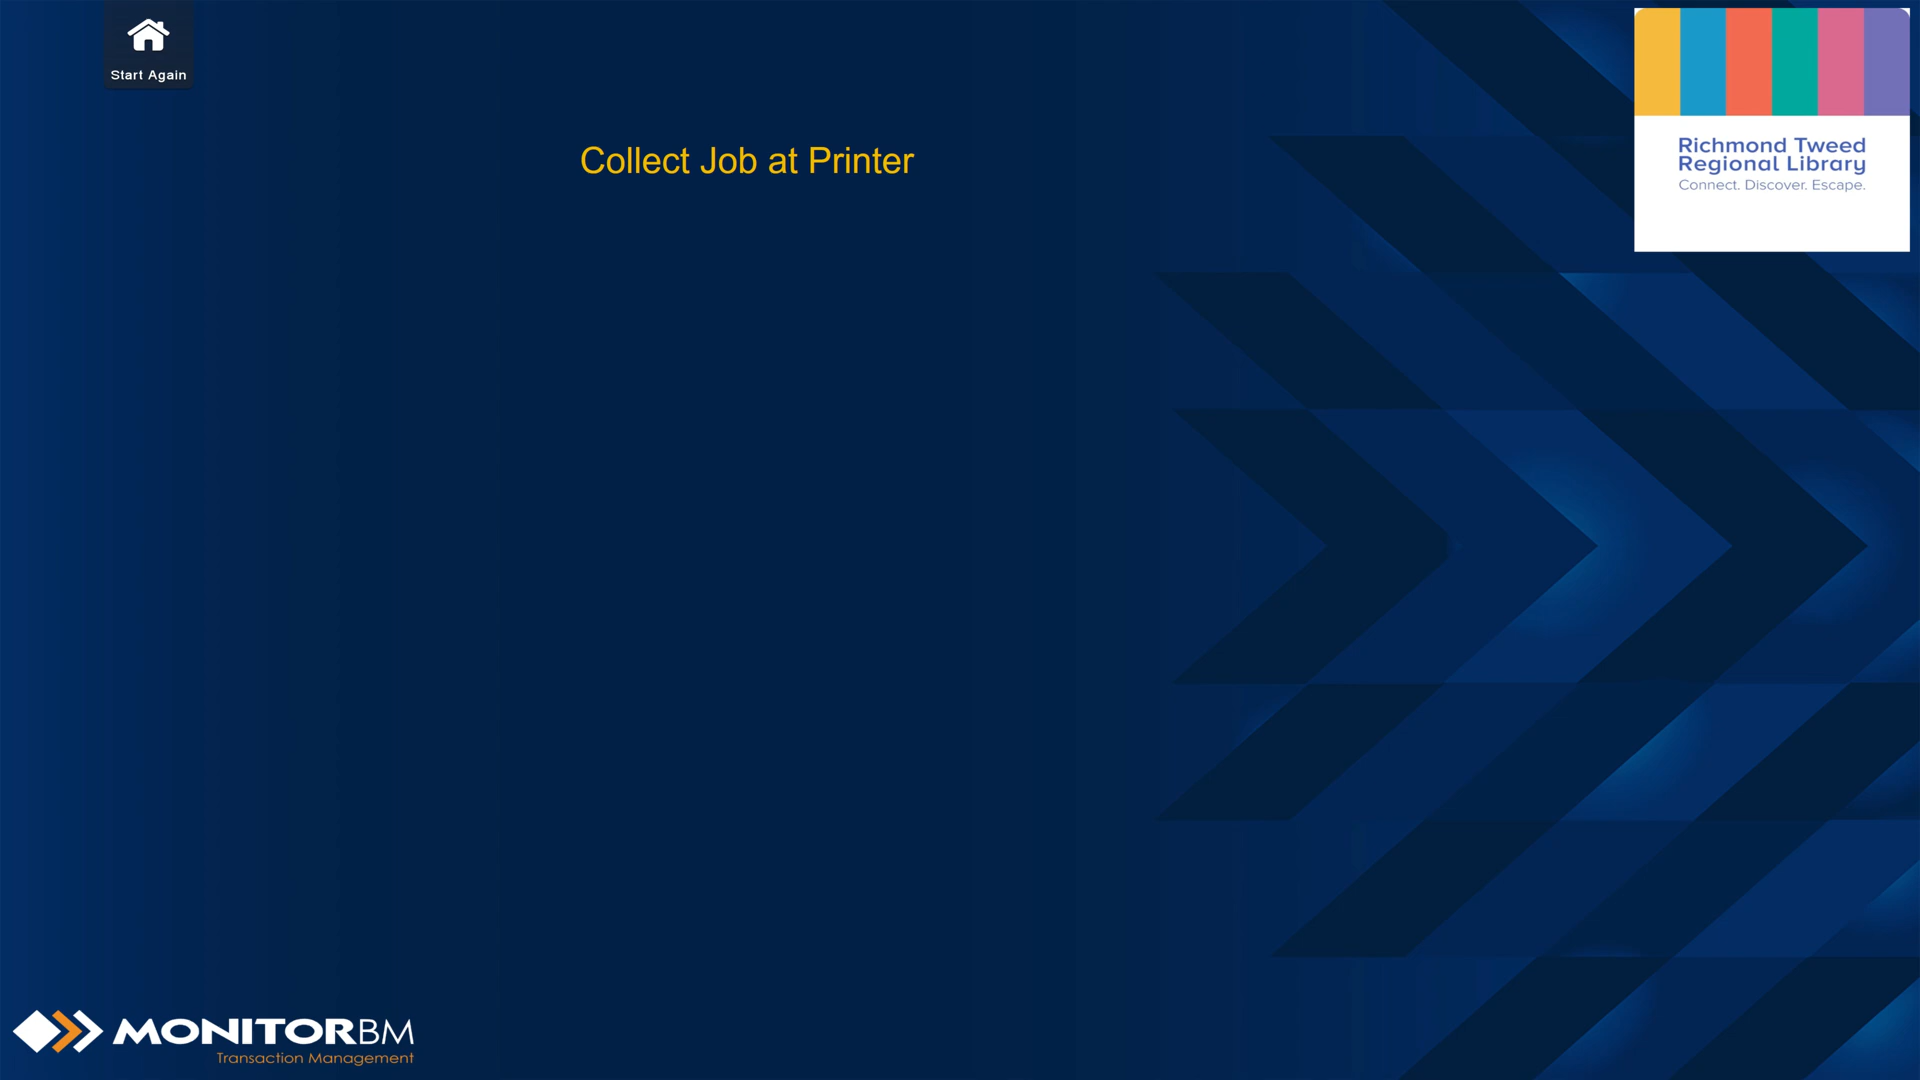 Start Again
Collect Job at Printer
Richmond Tweed
Regional Library
Connect. Discover. Escape.
MONITORBM
Transaction Management